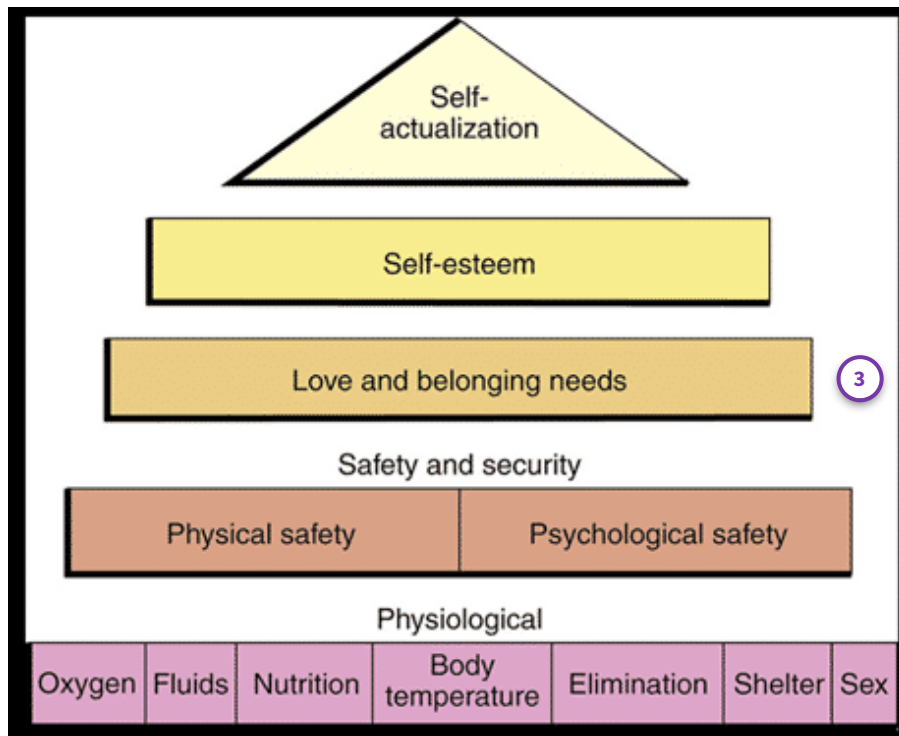 Self-
actualization
Self-esteem
Love and belonging needs
3
Safety and security
Physical safety
Psychological safety
Physiological
Oxygen
Fluids
Nutrition
Body
temperature
Elimination
Shelter
Sex